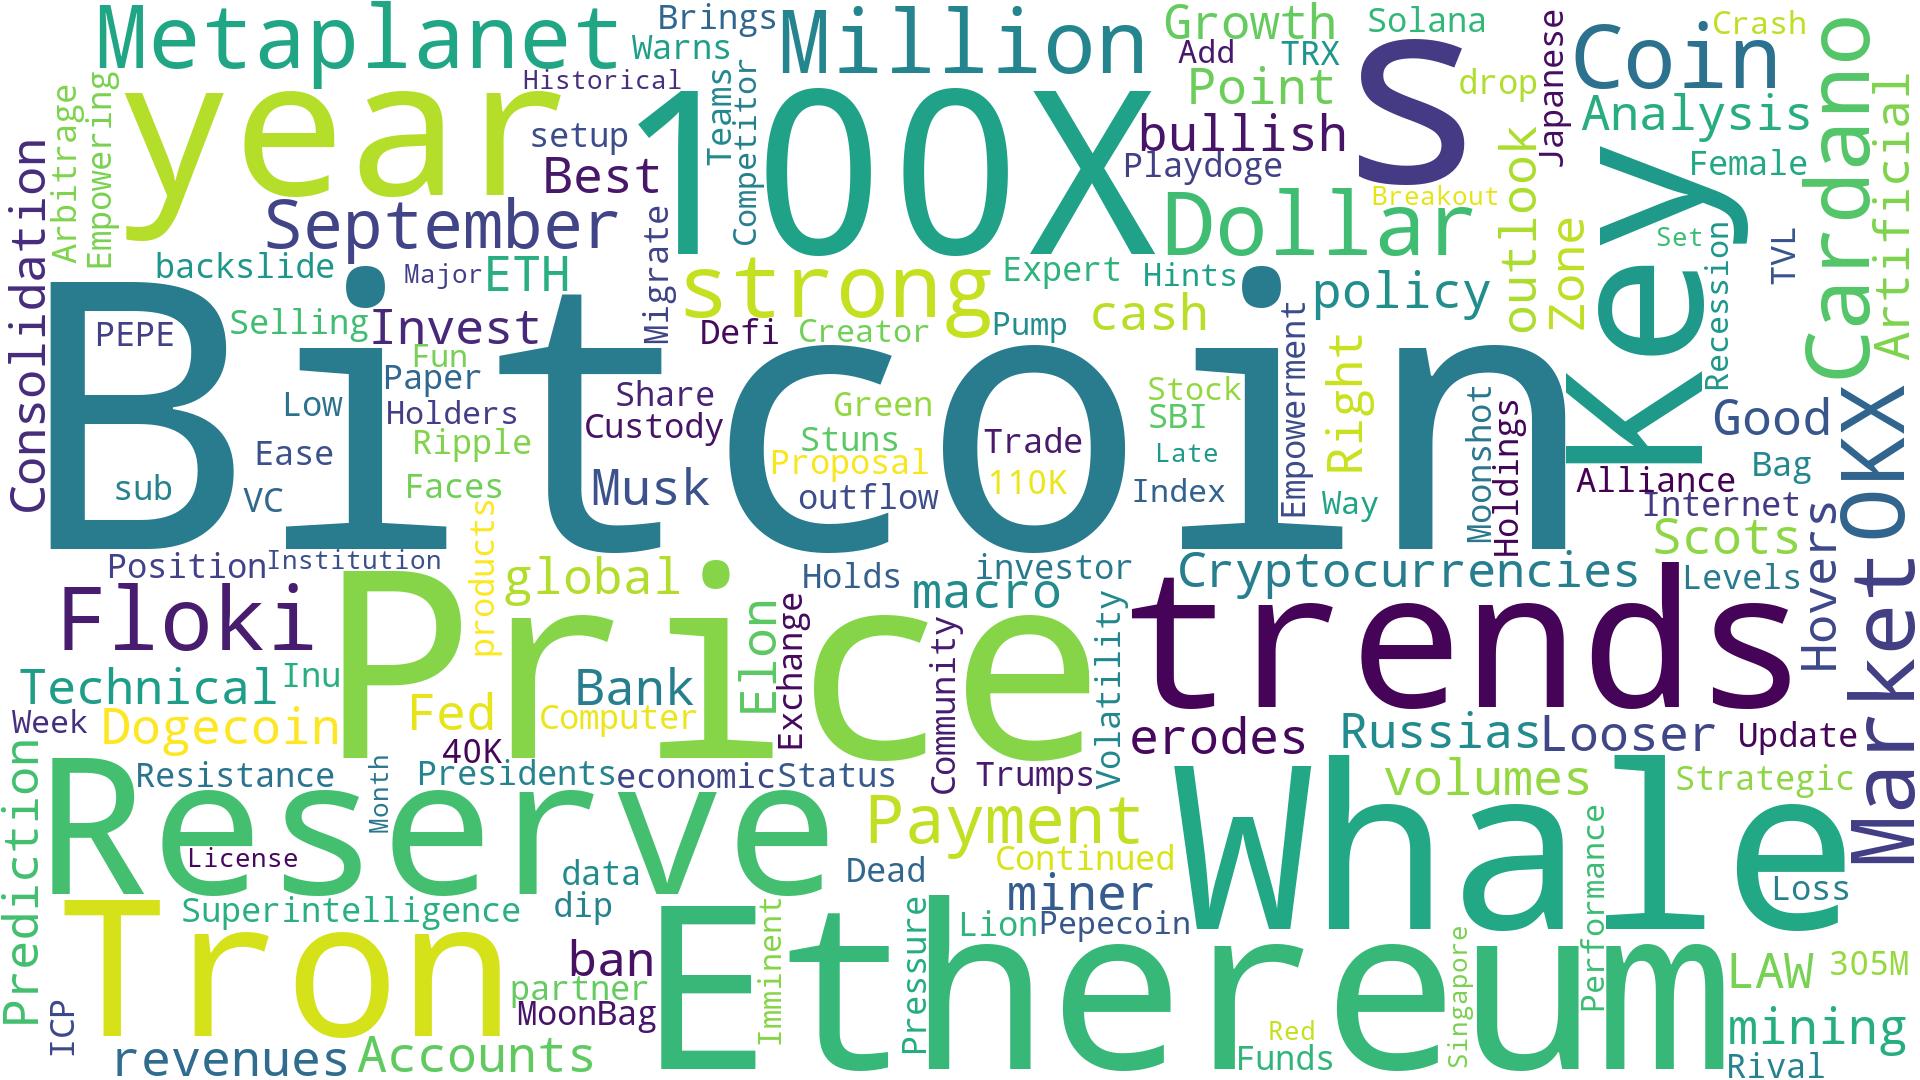 Metaplanet
Brings
Million
Growth
Solana
Crash
Warns
Add
TRX
Japanese
Coin
Cardano
Historical
Teams
Competitor
Point
S
drop
Analysis
Artificial
year
100X
Arbitrage
Empowering
setup
Best
bullish
Playdoge
Female
Consolidation
September
Migrate
Dollar
Breakout
outlook
Zone
key
Set
Recession
TVL
backslide
Major
ETH
strong
Expert
Hints
policy
PEPE
Selling
Invest
Defi
Creator
Pump
cash
Bitcoin
Fun
Paper
Low
Holders
Share
Custody
Green
Stock
SBI
Empowerment
Right
Moonshot
Holdings
Good
OKX
Ease
Ripple
Stuns
Trade
Late
Proposal
sub
VC
Faces
Musk
outflow
110K
Index
Way
Alliance
Bag
Internet
Scots
Hovers
Market
Position
Institution
products
global
Holds
investor
macro
Cryptocurrencies
Levels
Floki
Price
Elon
Exchange
Community
Volatility
trends
Technical
Inu
Bank
Week
Dogecoin
Fed
Computer
40K
erodes
Russias
Looser
Update
Prediction
Resistance
Month
Presidents
economic
Status
Trumps
volumes
Strategic
Reserve
Payment
Whale
License
data
Dead
Continued
Performance
Loss
Superintelligence
dip
miner
Tron
Imminent
Pressure
Lion
Pepecoin
Singapore
ban
Ethereum
LAW
305M
partner
MoonBag
ICP
Red
mining
revenues
Accounts
Funds
Rival